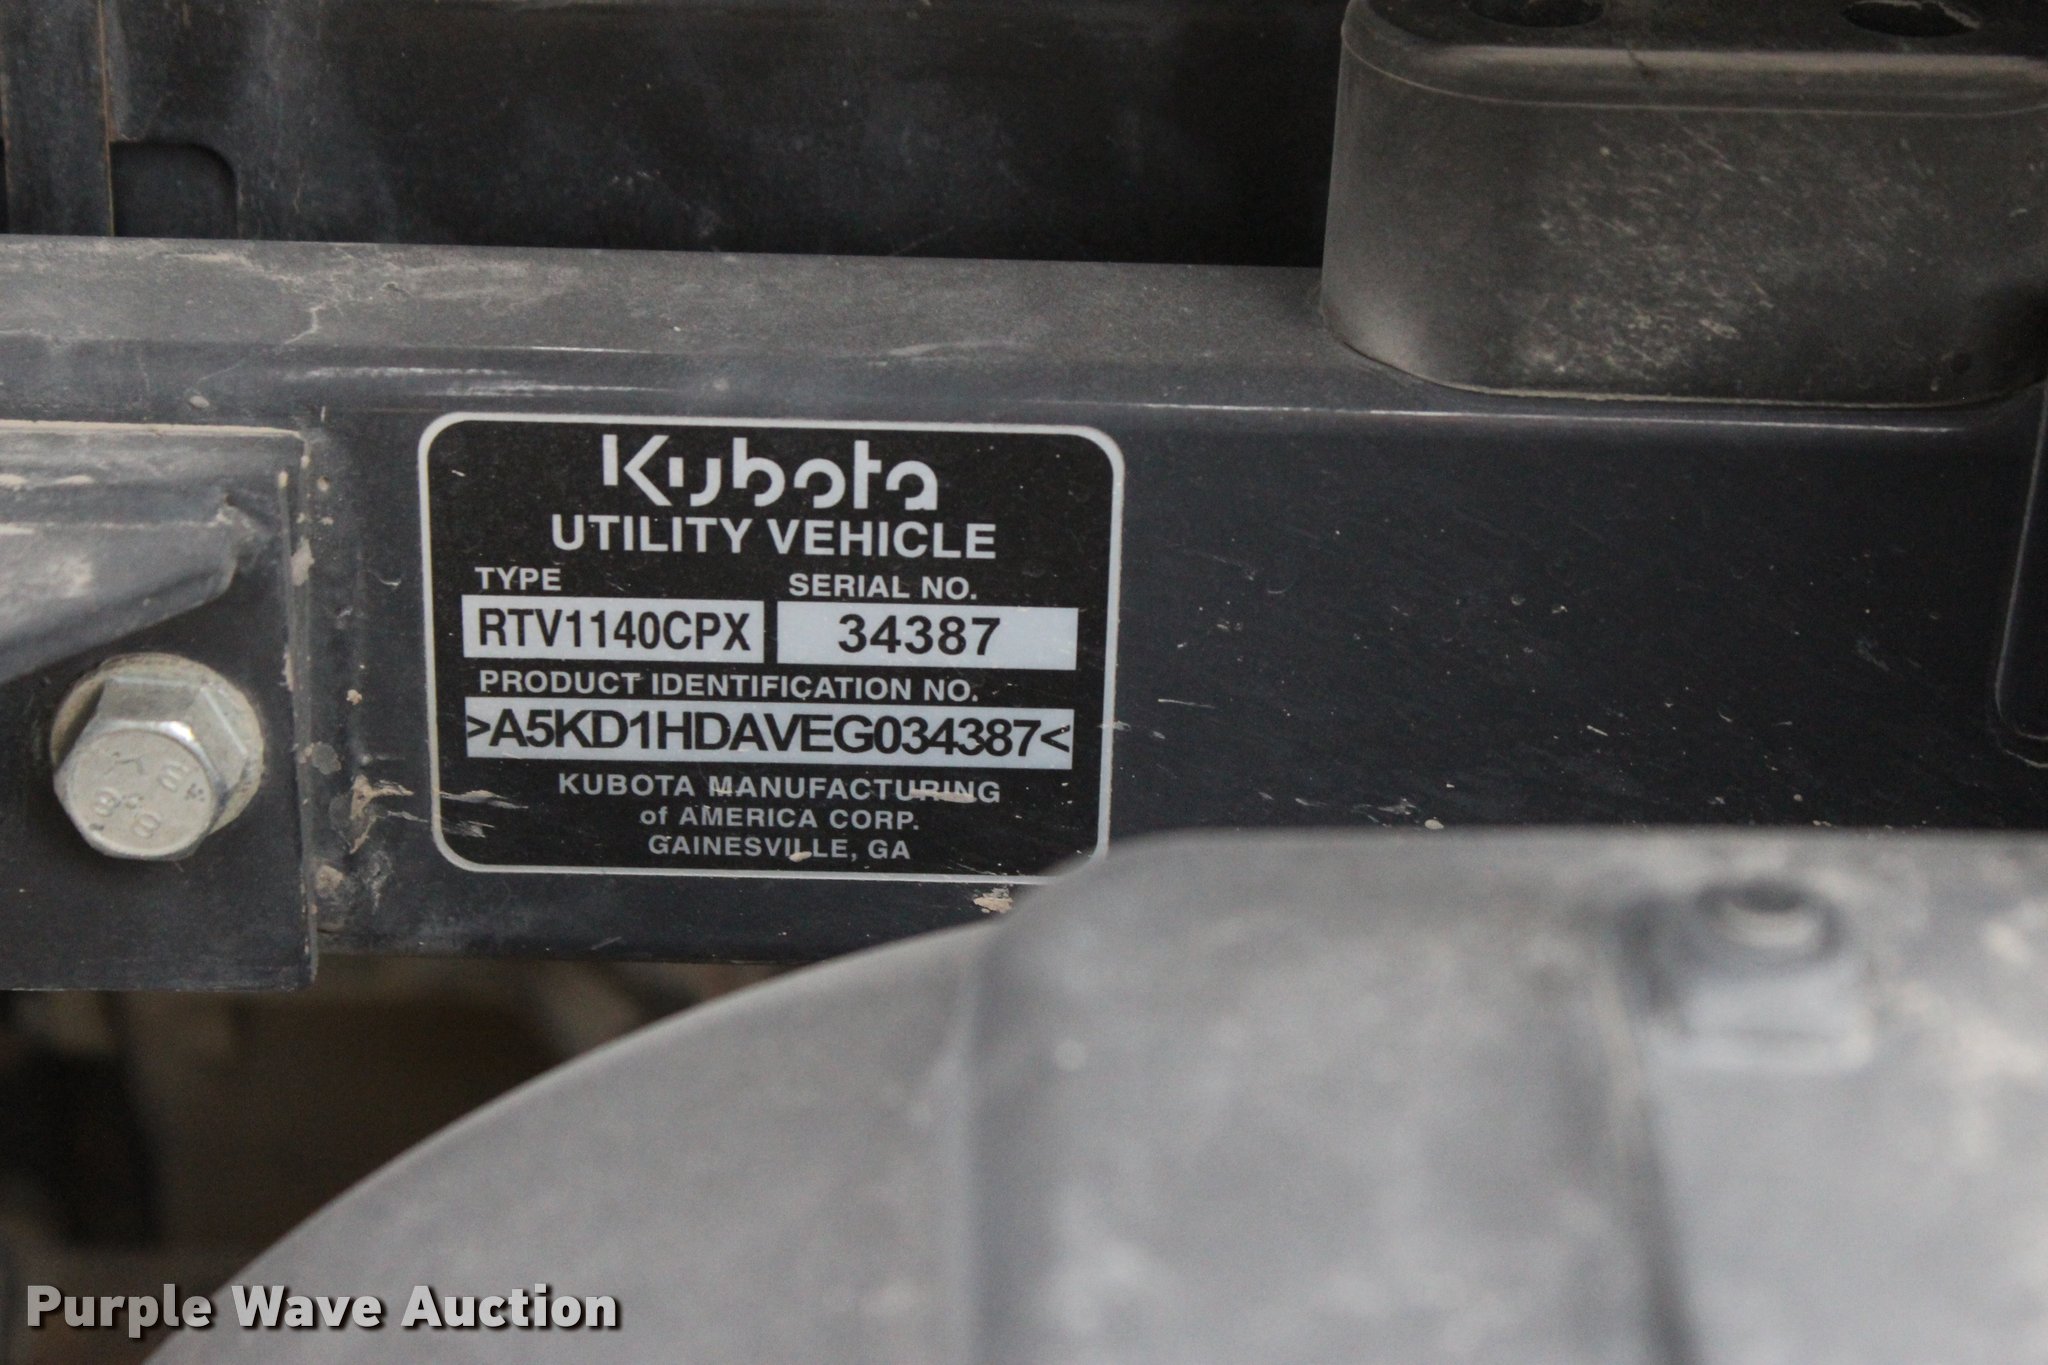 Kubota
UTILITY VEHICLE
TYPE SERIAL NO.
RTV1140CPX 34387
PRODUCT IDENTIFICATION NO.
>A5KD1HDAVEG034387<
KUBOTA MANUFACTURING
of AMERICA CORP.
GAINESVILLE, GA
Purple Wave Auction